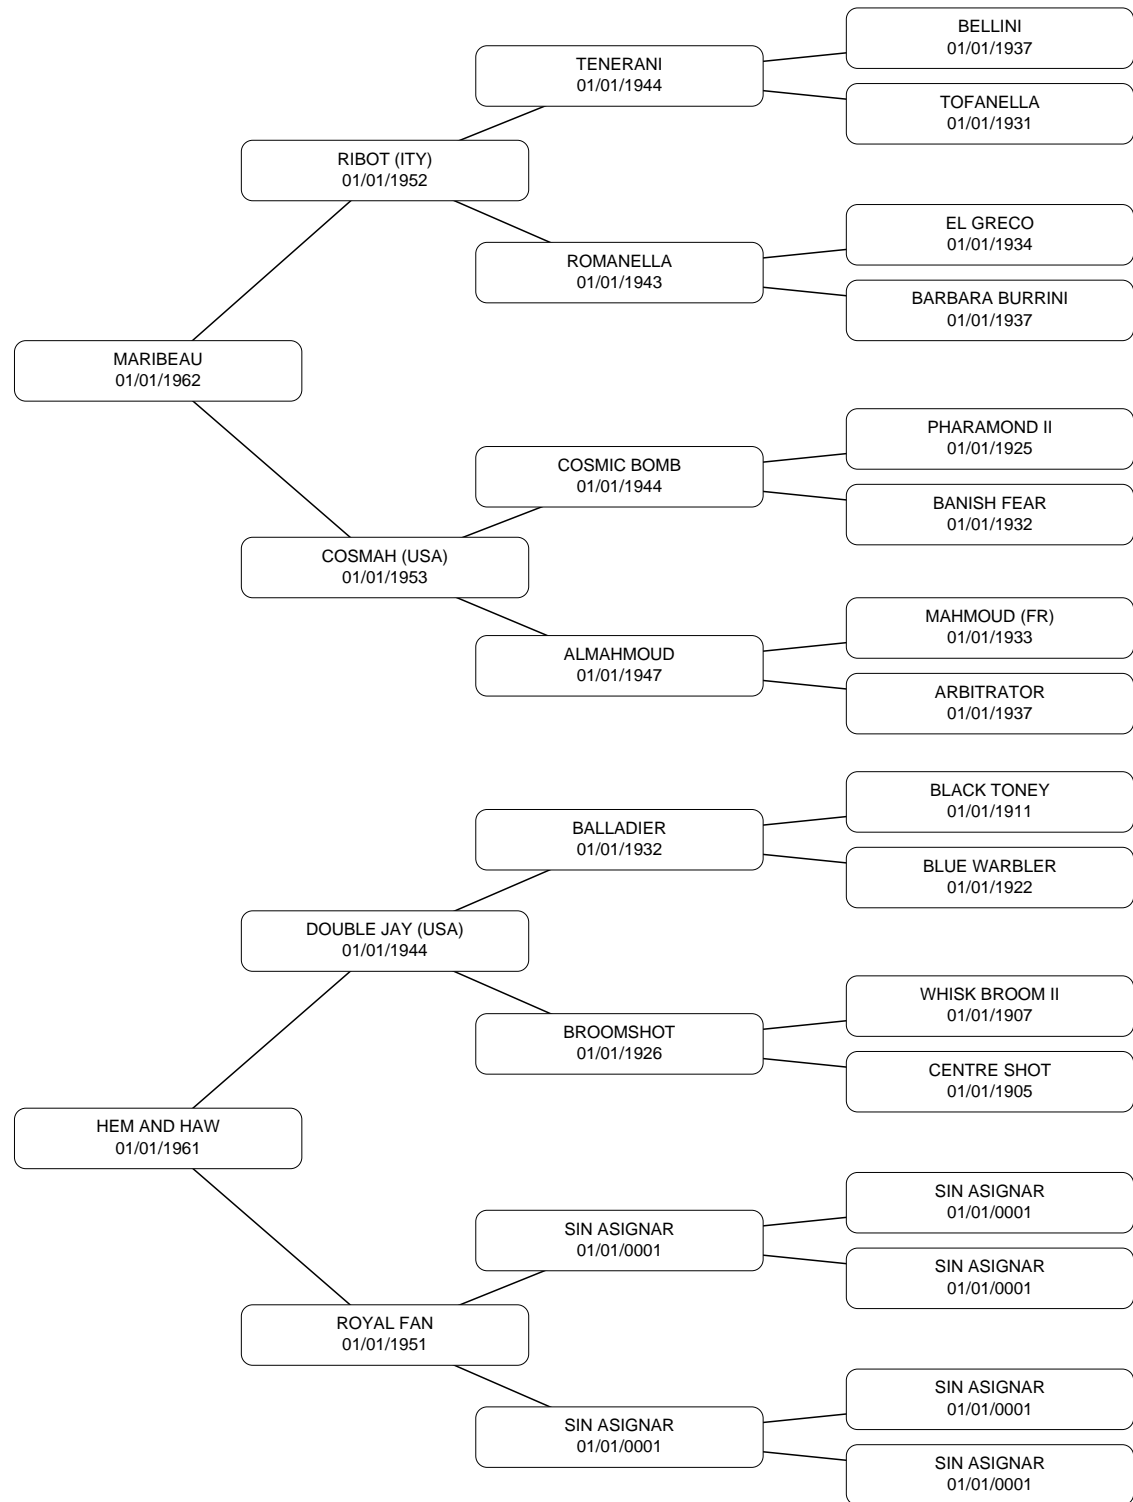 BELLINI
01/01/1937
TENERANI
01/01/1944
TOFANELLA
01/01/1931
RIBOT (ITY)
01/01/1952
EL GRECO
01/01/1934
ROMANELLA
01/01/1943
BARBARA BURRINI
01/01/1937
MARIBEAU
01/01/1962
PHARAMOND II
01/01/1925
COSMIC BOMB
01/01/1944
BANISH FEAR
01/01/1932
COSMAH (USA)
01/01/1953
MAHMOUD (FR)
01/01/1933
ALMAHMOUD
01/01/1947
ARBITRATOR
01/01/1937
BLACK TONEY
01/01/1911
BALLADIER
01/01/1932
BLUE WARBLER
01/01/1922
DOUBLE JAY (USA)
01/01/1944
WHISK BROOM II
01/01/1907
BROOMSHOT
01/01/1926
CENTRE SHOT
01/01/1905
HEM AND HAW
01/01/1961
SIN ASIGNAR
01/01/0001
SIN ASIGNAR
01/01/0001
SIN ASIGNAR
01/01/0001
ROYAL FAN
01/01/1951
SIN ASIGNAR
01/01/0001
SIN ASIGNAR
01/01/0001
SIN ASIGNAR
01/01/0001